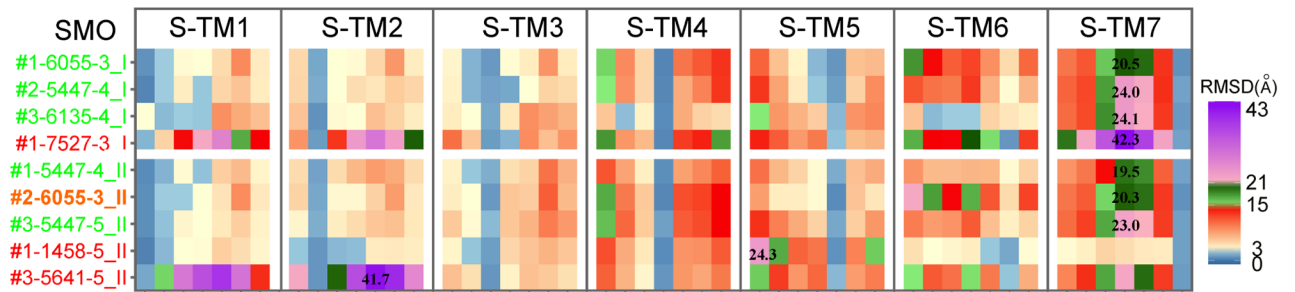 SMO S-TM1 S-TM2 S-TM3 S-TM4 S-TM5 S-TM6 S-TM7
#1-6055-3_I 20.5
#2-5447-4_I 24.0
#3-6135-4_I 24.1
#1-7527-3_I 42.3
#1-5447-4_II 19.5
#2-6055-3_II 20.3
#3-5447-5_II 23.0
#1-1458-5_II 24.3
#3-5641-5_II 41.7
RMSD(Å)
43
21
15
3
0